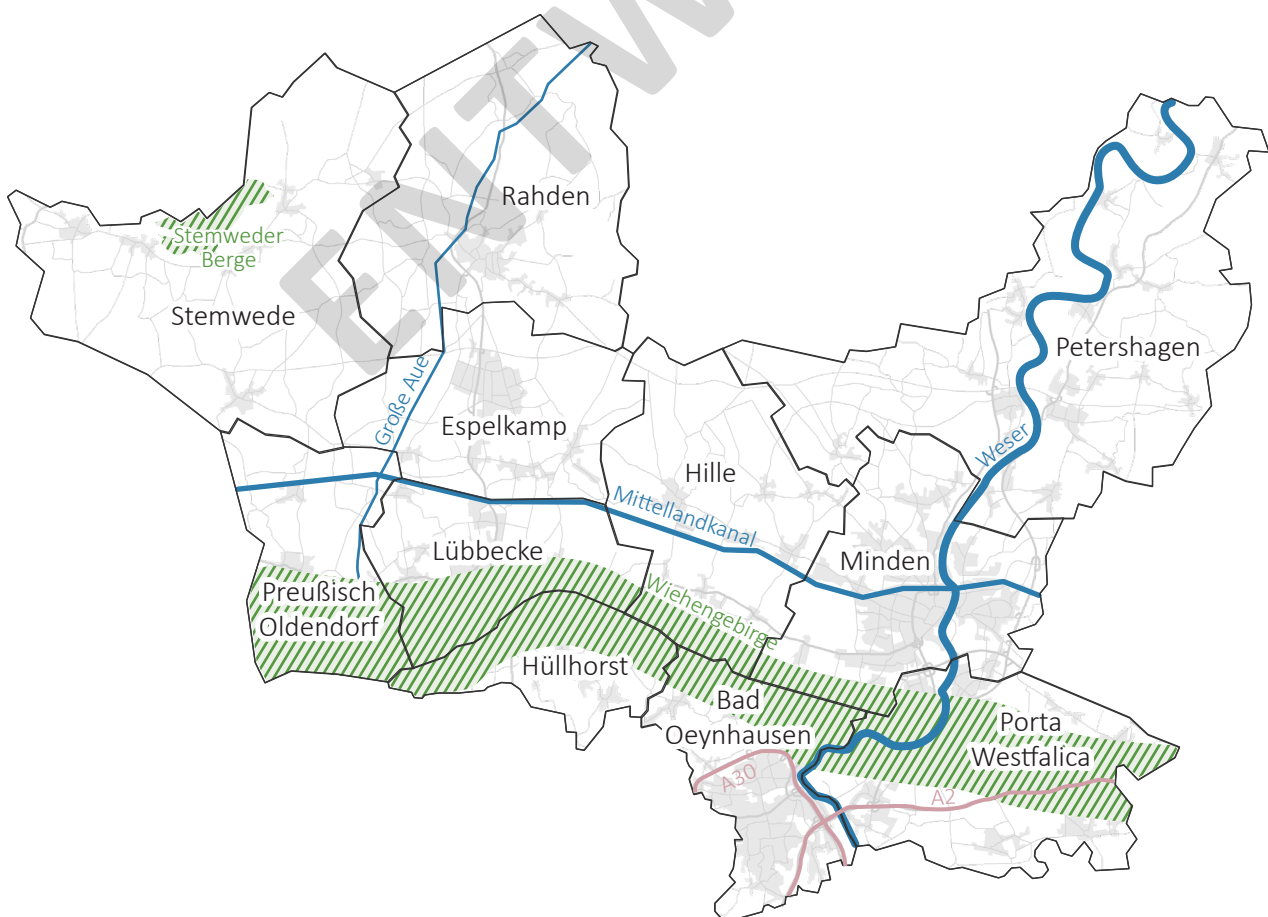 ENTW
Rahden
Stemweder
Berge
Stemwede
Petershagen
Große Aue
Espelkamp
Weser
Hille
Mittellandkanal
Lübbecke
Minden
Preußisch
Oldendorf
Wiehengebirge
Hüllhorst
Bad
Oeynhausen
Porta
Westfalica
A30
A2